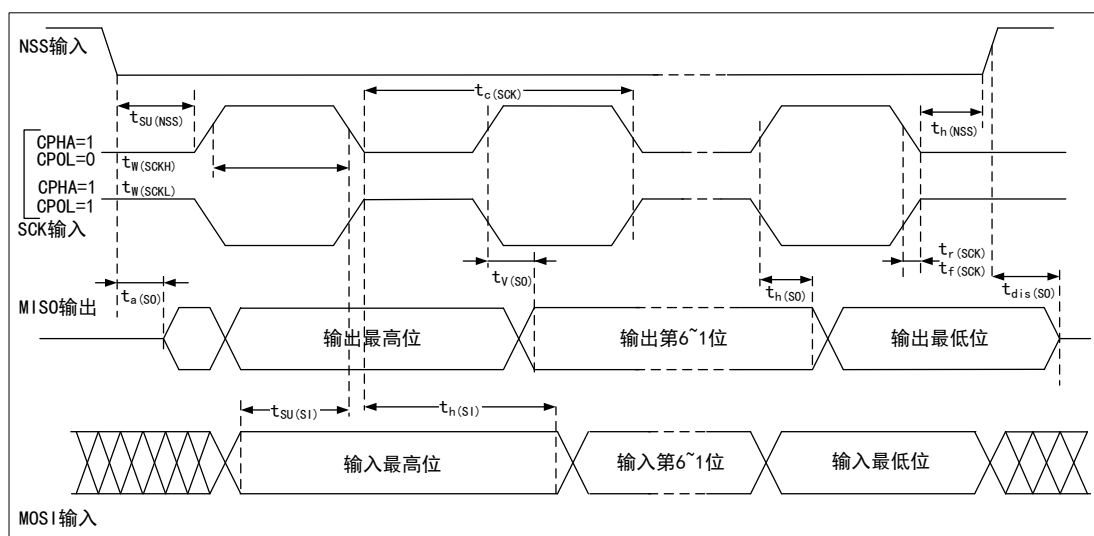 NSS输入
tc(SCK)
tSU(NSS)
th(NSS)
CPHA=1
CPOL=0
tW(SCKH)
CPHA=1
CPOL=1
tW(SCKL)
SCK输入
tr(SCK)
tf(SCK)
ta(SO)
tV(SO)
th(SO)
tdis(SO)
MISO输出
输出最高位
输出第6~1位
输出最低位
tSU(SI)
th(SI)
输入最高位
输入第6~1位
输入最低位
MOSI输入